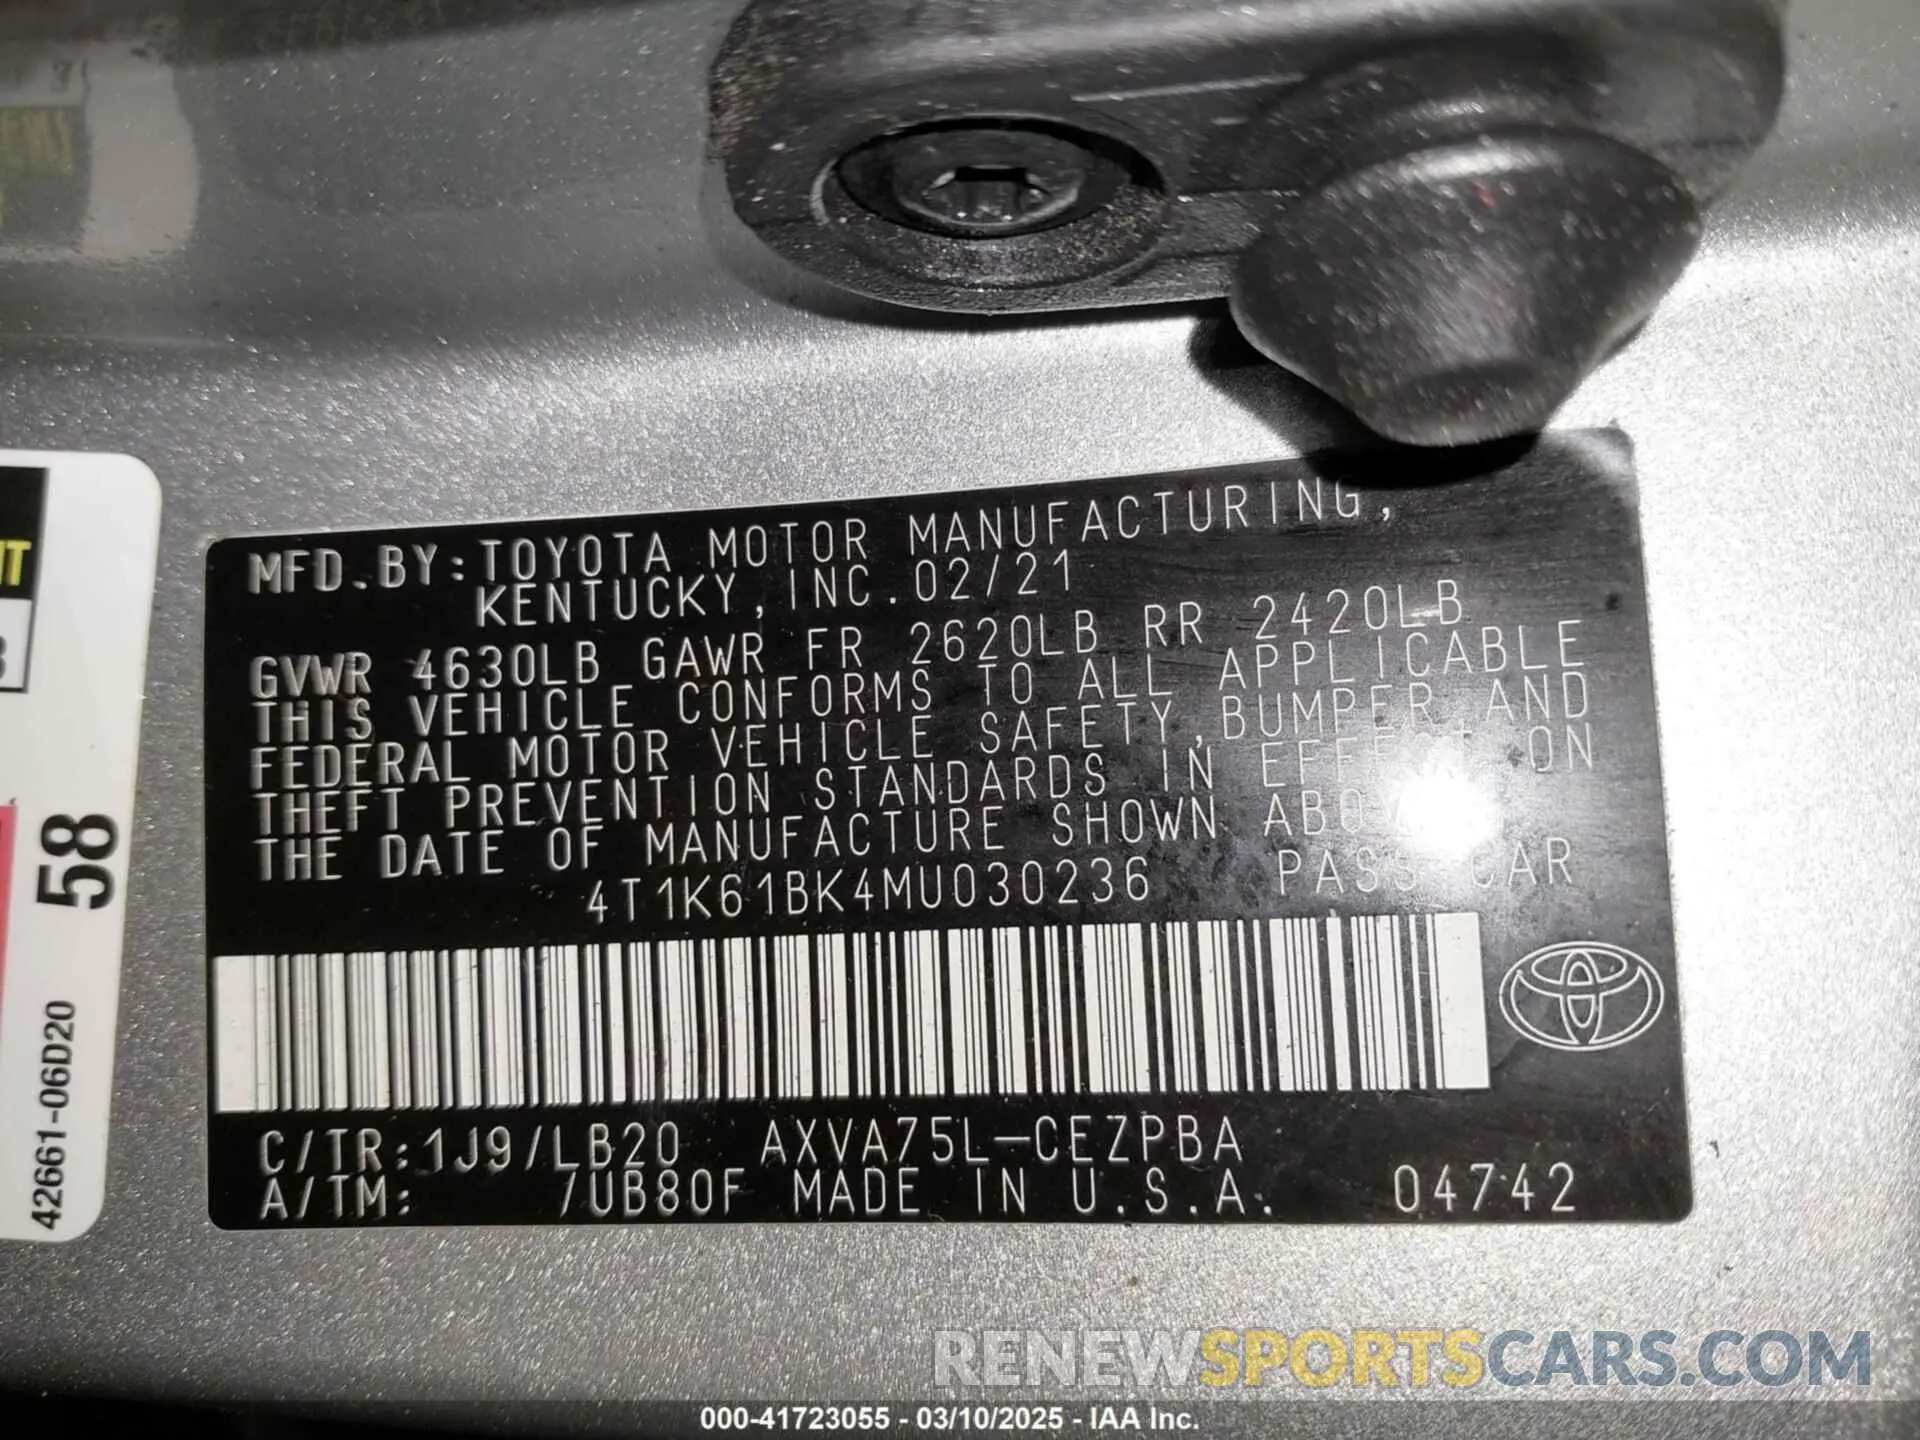 MFD.BY:TOYOTA MOTOR MANUFACTURING,
KENTUCKY,INC.02/21
GVWR 4630LB GAWR FR 2620LB RR 2420LB
THIS VEHICLE CONFORMS TO ALL APPLICABLE
FEDERAL MOTOR VEHICLE SAFETY,BUMPER,AND
THEFT PREVENTION STANDARDS IN EFFECT ON
THE DATE OF MANUFACTURE SHOWN ABOVE
4T1K61BK4MU030236 PASS CAR
C/TR:1J9/LB20 AXVA75L-CEZPBA
A/TM: 7UB80F MADE IN U.S.A. 04742
58
42661-06D20
RENEWSPORTSCARS.COM
000-41723055 - 03/10/2025 - IAA Inc.